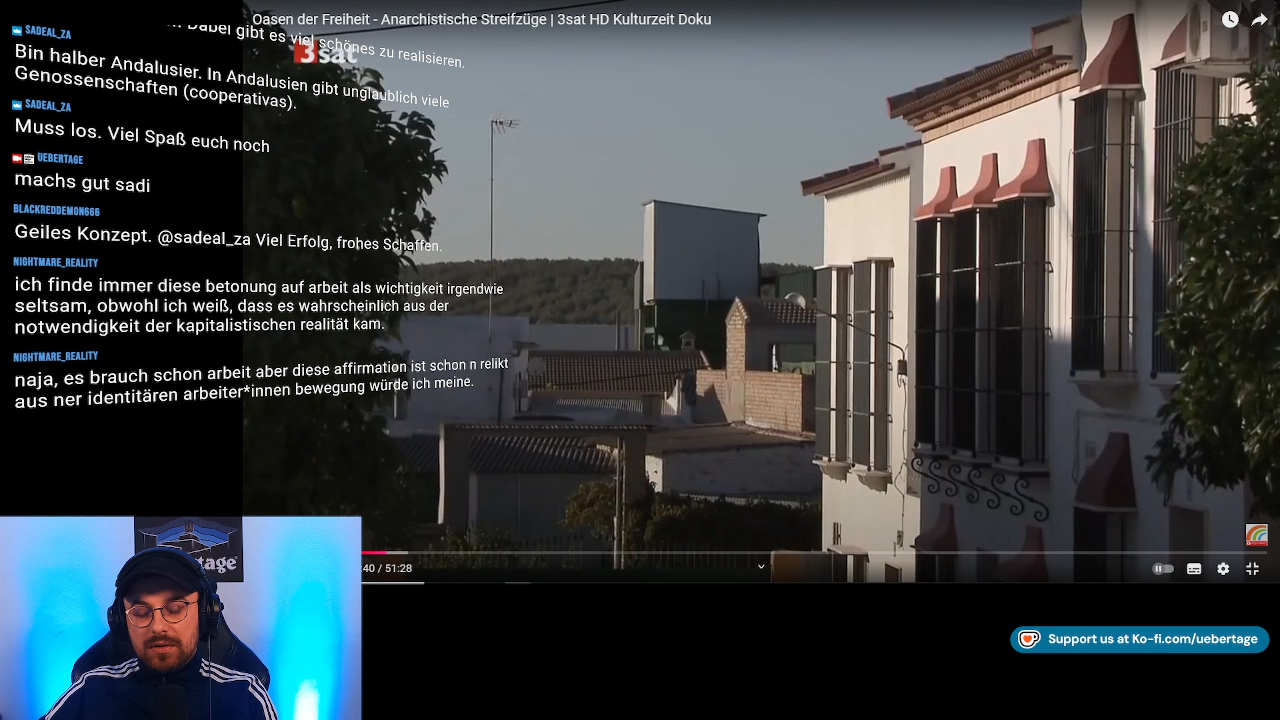 Oasen der Freiheit - Anarchistische Streifzüge | 3sat HD Kulturzeit Doku
3sat
Dabei gibt es viel schönes zu realisieren.
SADEAL_ZA
Bin halber Andalusier. In Andalusien gibt unglaublich viele
Genossenschaften (cooperativas).
SADEAL_ZA
Muss los. Viel Spaß euch noch
UEBERTAGE
machs gut sadi
BLACKREDDEMON666
Geiles Konzept. @sadeal_za Viel Erfolg, frohes Schaffen.
NIGHTMARE_REALITY
ich finde immer diese betonung auf arbeit als wichtigkeit irgendwie
seltsam, obwohl ich weiß, dass es wahrscheinlich aus der
notwendigkeit der kapitalistischen realität kam.
NIGHTMARE_REALITY
naja, es brauch schon arbeit aber diese affirmation ist schon n relikt
aus ner identitären arbeiter*innen bewegung würde ich meine.
:40 / 51:28
Support us at Ko-fi.com/uebertage